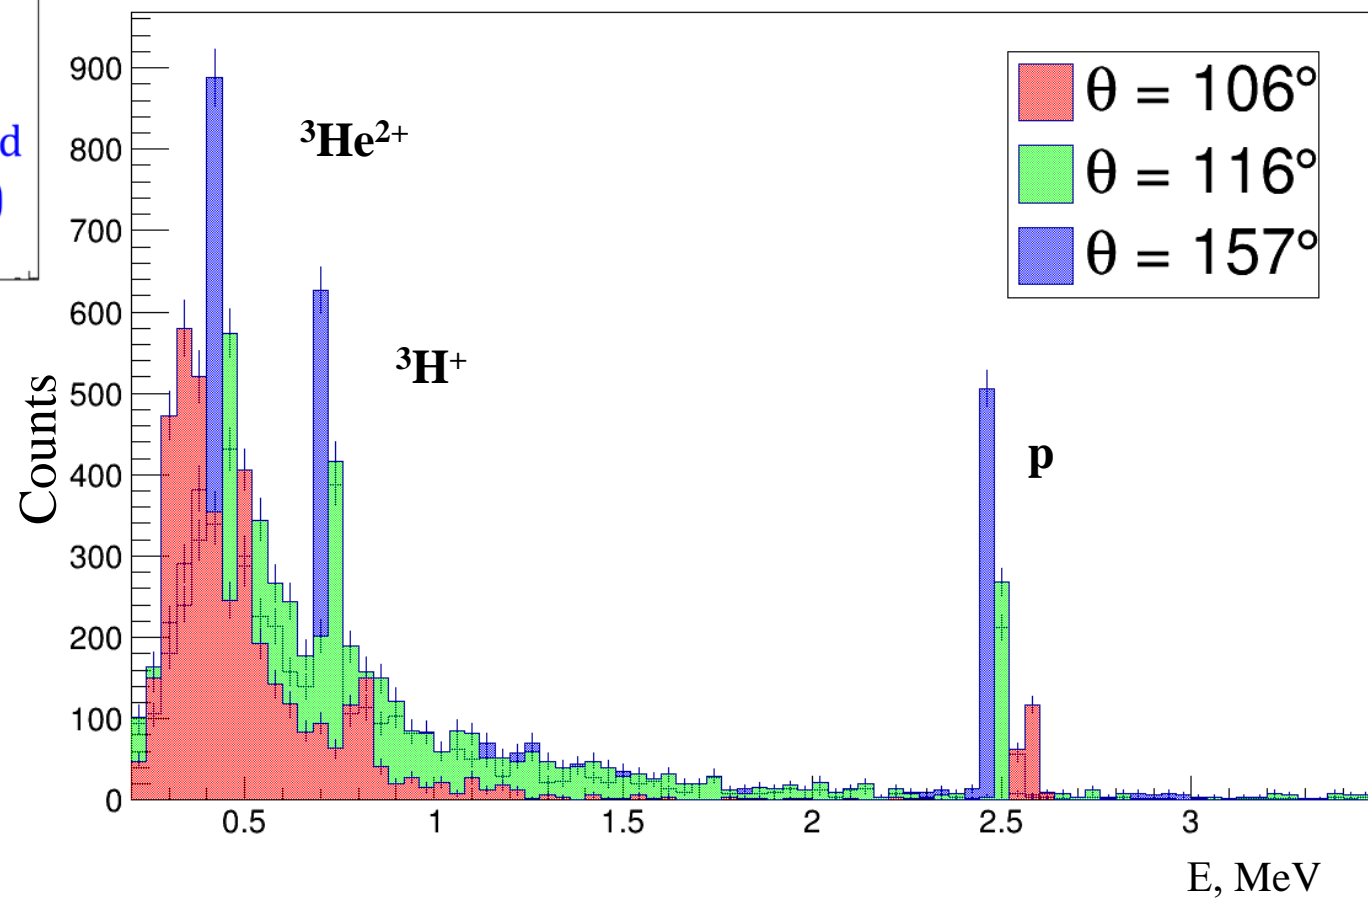 d
)
900
800
700
600
500
400
300
200
100
0
Counts
³He²⁺
³H⁺
p
θ = 106°
θ = 116°
θ = 157°
0.5 1 1.5 2 2.5 3
E, MeV